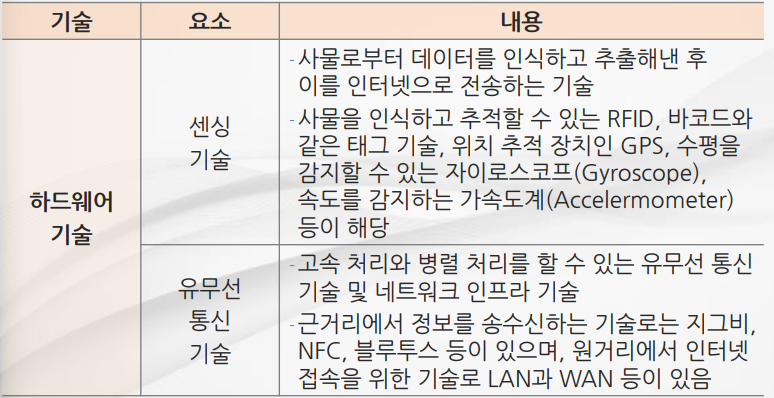 기술 요소 내용
하드웨어
기술
센싱
기술
- 사물로부터 데이터를 인식하고 추출해낸 후
이를 인터넷으로 전송하는 기술
- 사물을 인식하고 추적할 수 있는 RFID, 바코드와
같은 태그 기술, 위치 추적 장치인 GPS, 수평을
감지할 수 있는 자이로스코프(Gyroscope),
속도를 감지하는 가속도계(Accelermometer)
등이 해당
유무선
통신
기술
- 고속 처리와 병렬 처리를 할 수 있는 유무선 통신
기술 및 네트워크 인프라 기술
- 근거리에서 정보를 송수신하는 기술로는 지그비,
NFC, 블루투스 등이 있으며, 원거리에서 인터넷
접속을 위한 기술로 LAN과 WAN 등이 있음